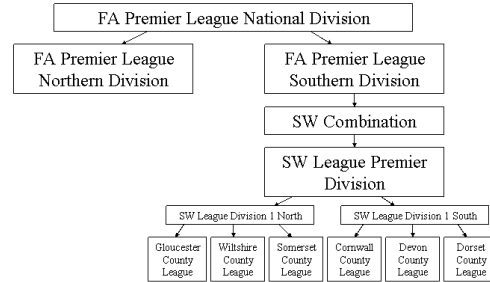 FA Premier League National Division
FA Premier League
Northern Division
FA Premier League
Southern Division
SW Combination
SW League Premier
Division
SW League Division 1 North
SW League Division 1 South
Gloucester
County
League
Wiltshire
County
League
Somerset
County
League
Cornwall
County
League
Devon
County
League
Dorset
County
League